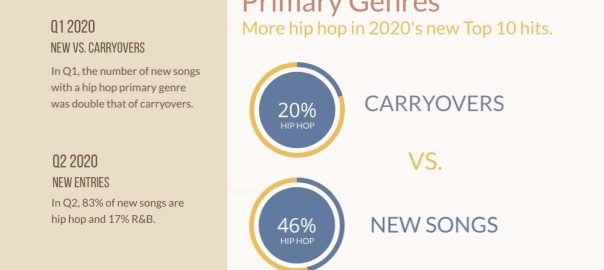 Q1 2020
NEW VS. CARRYOVERS
In Q1, the number of new songs
with a hip hop primary genre
was double that of carryovers.
Q2 2020
NEW ENTRIES
In Q2, 83% of new songs are
hip hop and 17% R&B.
Primary Genres
More hip hop in 2020's new Top 10 hits.
20%
HIP HOP
CARRYOVERS
VS.
46%
HIP HOP
NEW SONGS